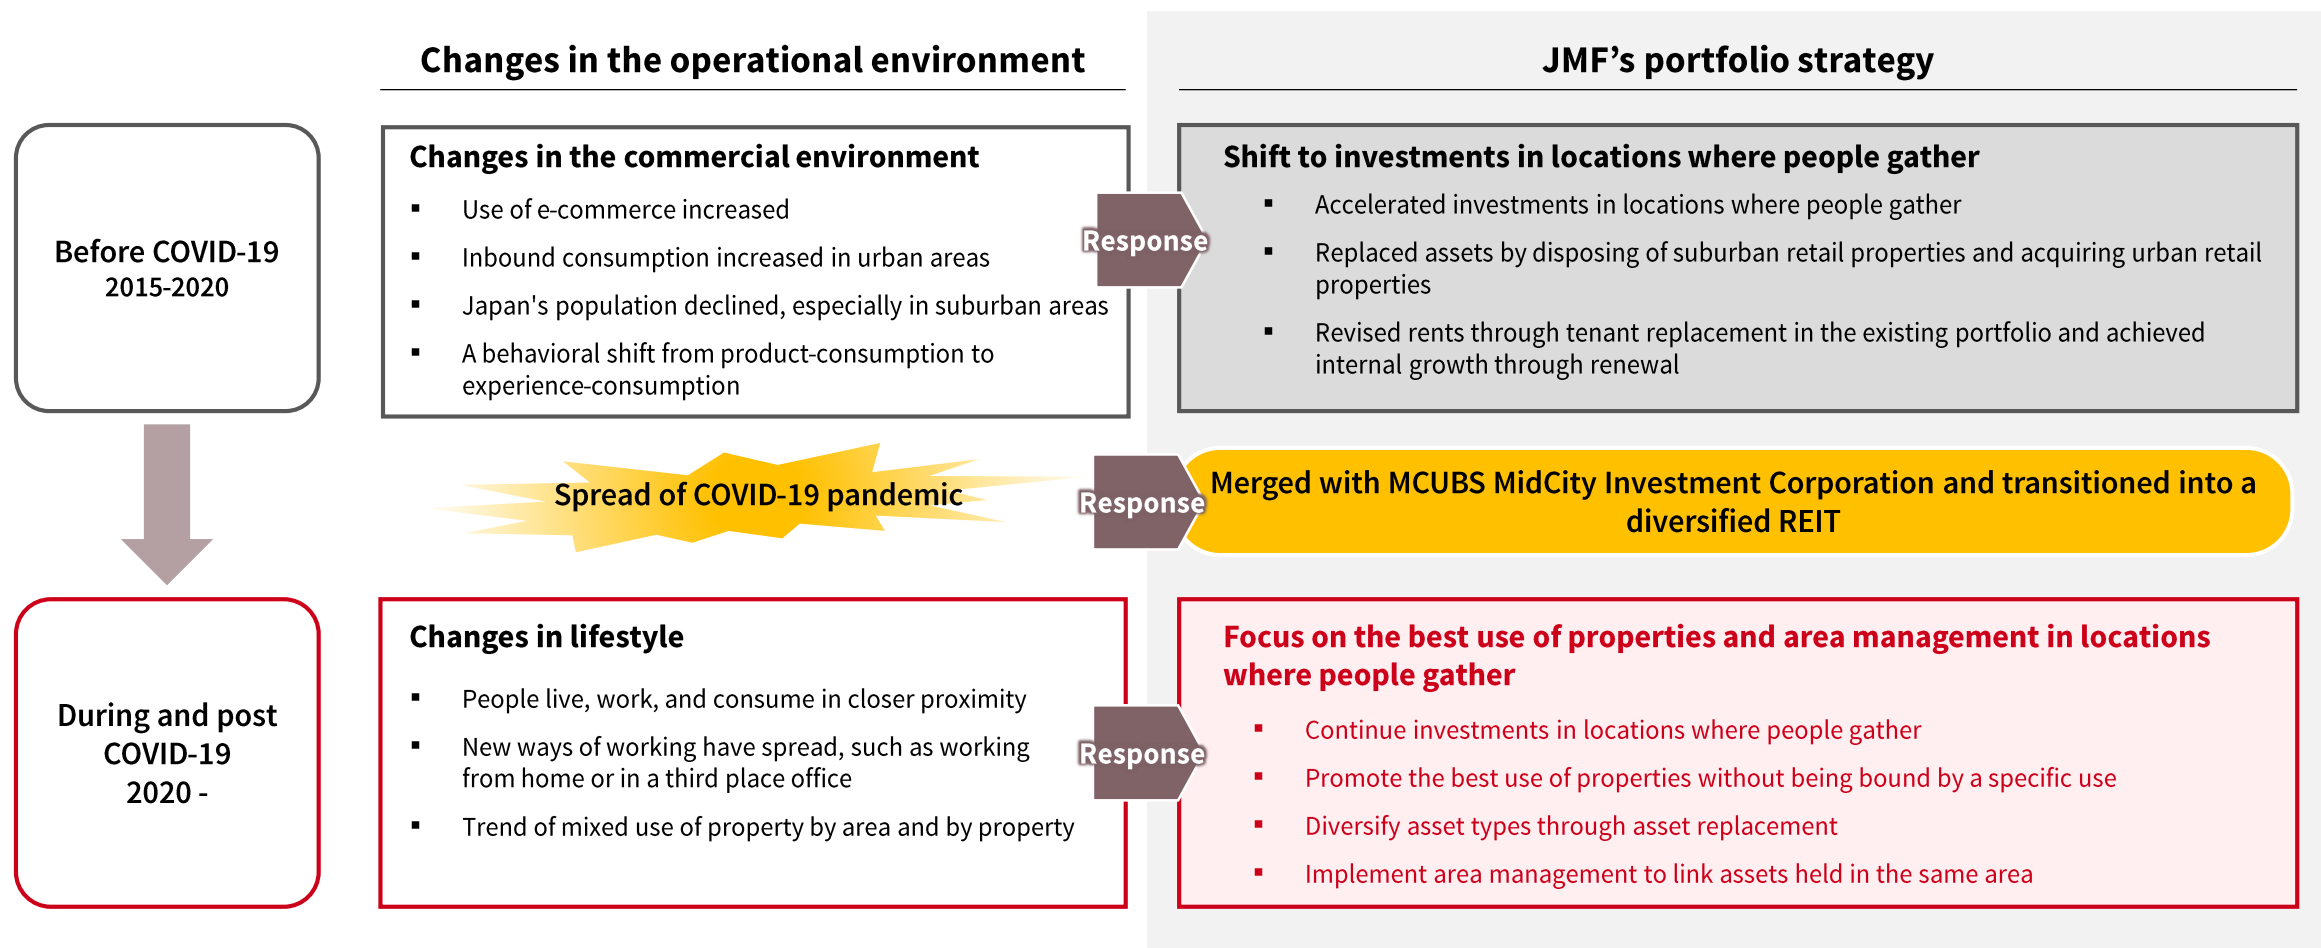 Changes in the operational environment
JMF’s portfolio strategy
Before COVID-19
2015-2020
Changes in the commercial environment
▪ Use of e-commerce increased
▪ Inbound consumption increased in urban areas
▪ Japan's population declined, especially in suburban areas
▪ A behavioral shift from product-consumption to
experience-consumption
Response
Shift to investments in locations where people gather
▪ Accelerated investments in locations where people gather
▪ Replaced assets by disposing of suburban retail properties and acquiring urban retail
properties
▪ Revised rents through tenant replacement in the existing portfolio and achieved
internal growth through renewal
Spread of COVID-19 pandemic
Response
Merged with MCUBS MidCity Investment Corporation and transitioned into a
diversified REIT
During and post
COVID-19
2020 -
Changes in lifestyle
▪ People live, work, and consume in closer proximity
▪ New ways of working have spread, such as working
from home or in a third place office
▪ Trend of mixed use of property by area and by property
Response
Focus on the best use of properties and area management in locations
where people gather
▪ Continue investments in locations where people gather
▪ Promote the best use of properties without being bound by a specific use
▪ Diversify asset types through asset replacement
▪ Implement area management to link assets held in the same area